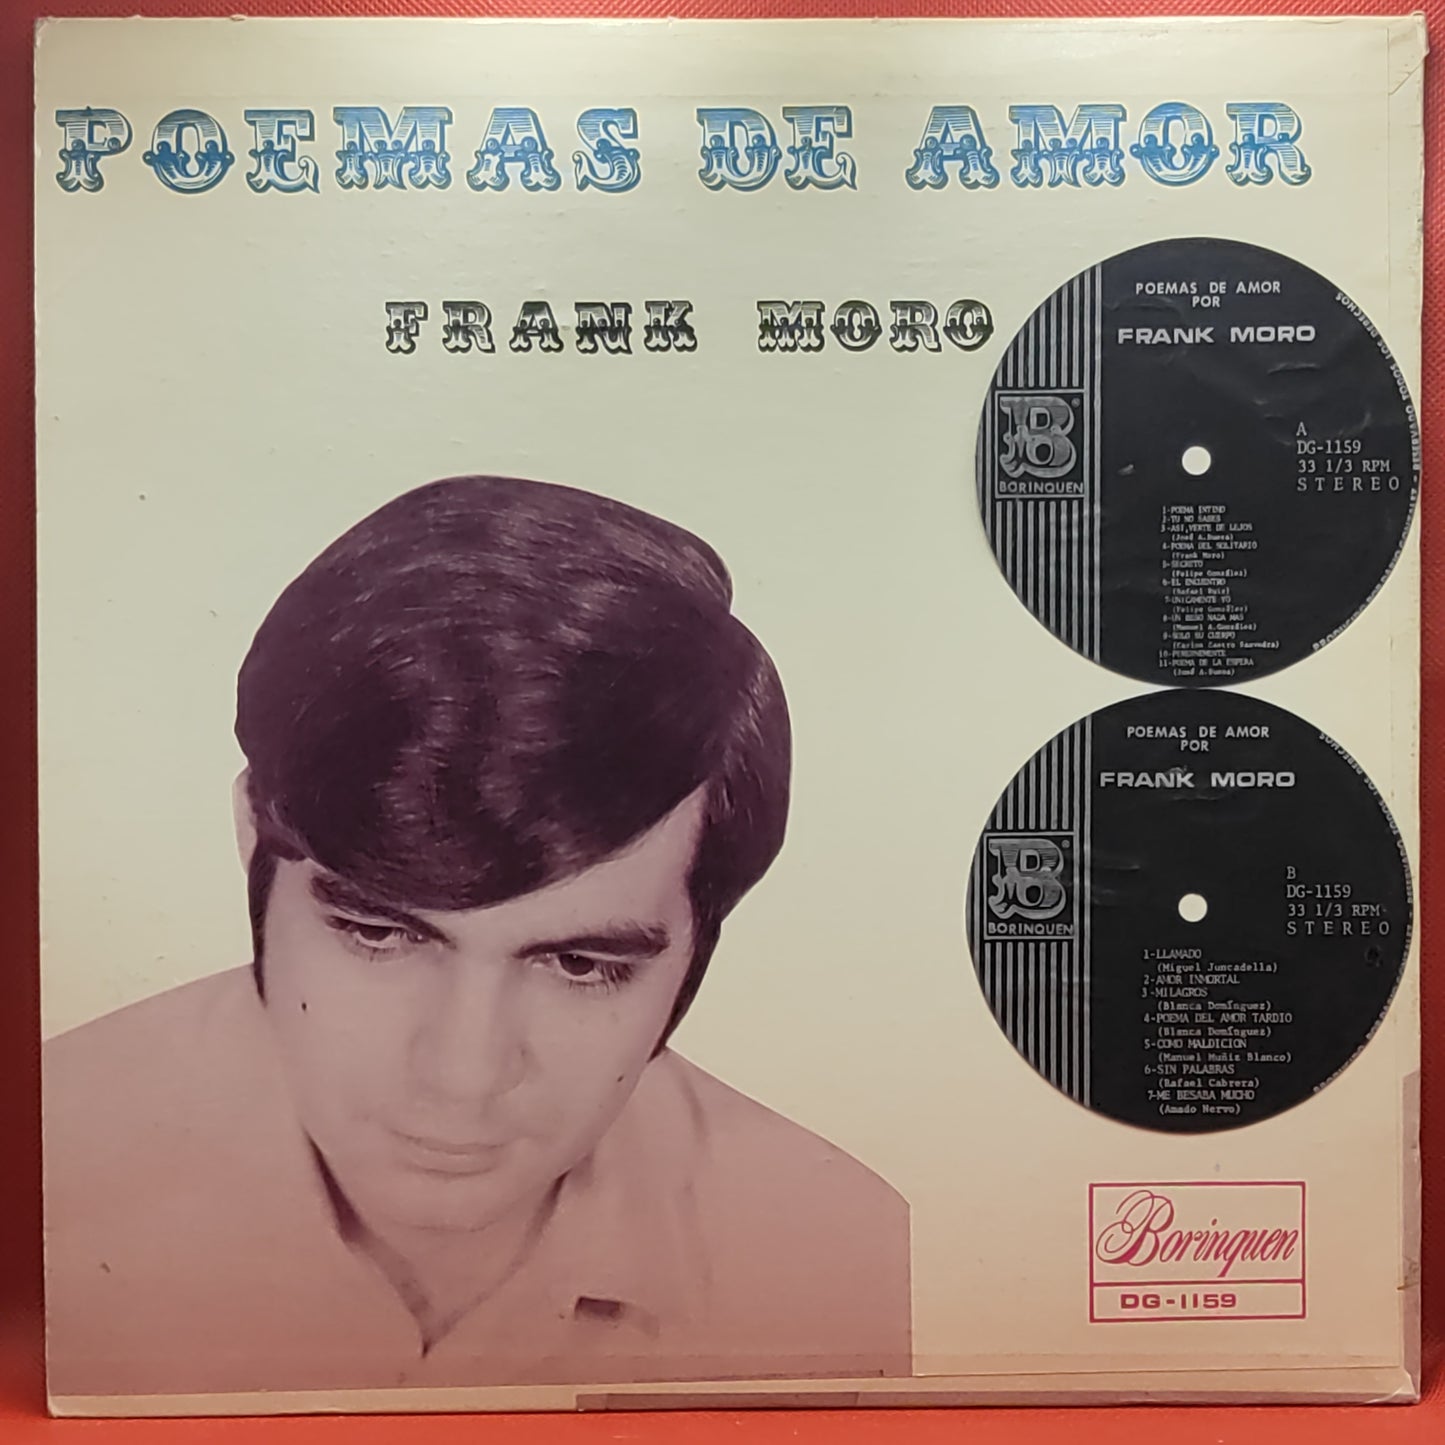 POEMAS DE AMOR
FRANK MORO
POEMAS DE AMOR
POR
FRANK MORO
B
BORINQUEN
A
DG-1159
33 1/3 RPM
STEREO
1-POEMA INTIMO
2-TU NO SABES
3-ASI,VERTE DE LEJOS
(José A.Buesa)
4-POEMA DEL SOLITARIO
(Frank Moro)
5-SECRETO
(Felipe González)
6-EL ENCUENTRO
(Rafael Ruiz)
7-UNICAMENTE YO
(Felipe González)
8-UN BESO NADA MAS
(Manuel A.González)
9-SOLO SU CUERPO
Castro Saavedra)
11-POEMA DE LA ESPERA
(José A.Buesa)
POEMAS DE AMOR
POR
FRANK MORO
B
BORINQUEN
B
DG-1159
33 1/3 RPM
STEREO
1-LLAMADO
(Miguel Juncadella)
2-AMOR INMORTAL
3-MILAGROS
(Blanca Domínguez)
4-POEMA DEL AMOR TARDIO
(Blanca Domínguez)
5-COMO MALDICION
(Manuel Muñiz Blanco)
6-SIN PALABRAS
(Rafael Cabrera)
7-ME BESABA MUCHO
(Amado Nervo)
Borinquen
DG-1159